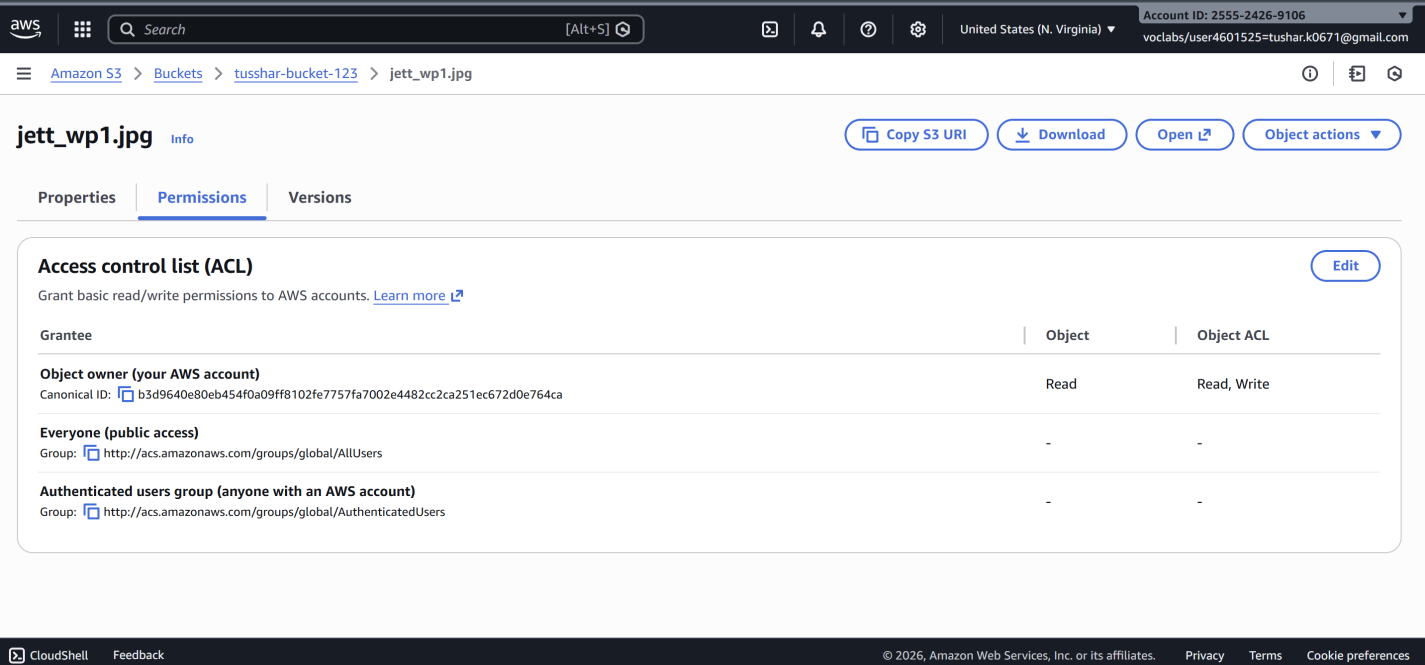 aws Search [Alt+S] United States (N. Virginia) Account ID: 2555-2426-9106
voclabs/user4601525=tushar.k0671@gmail.com
Amazon S3 Buckets tusshar-bucket-123 jett_wp1.jpg
jett_wp1.jpg Info Copy S3 URI Download Open Object actions
Properties Permissions Versions
Access control list (ACL) Edit
Grant basic read/write permissions to AWS accounts. Learn more
Grantee Object Object ACL
Object owner (your AWS account)
Canonical ID: b3d9640e80eb454f0a09ff8102fe7757fa7002e4482cc2ca251ec672d0e764ca Read Read, Write
Everyone (public access)
Group: http://acs.amazonaws.com/groups/global/AllUsers - -
Authenticated users group (anyone with an AWS account)
Group: http://acs.amazonaws.com/groups/global/AuthenticatedUsers - -
CloudShell Feedback © 2026, Amazon Web Services, Inc. or its affiliates. Privacy Terms Cookie preferences